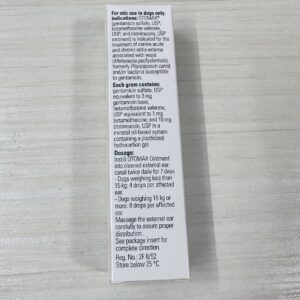 For otic use in dogs only.
Indications: OTOMAX®
(gentamicin sulfate, USP;
betamethasone valerate,
USP; and clotrimazole, USP
ointment) is indicated for the
treatment of canine acute
and chronic otitis externa
associated with yeast
(Malassezia pachydermatis,
formerly Pityrosporum canis)
and/or bacteria susceptible
to gentamicin.
Each gram contains:
gentamicin sulfate, USP
equivalent to 3 mg
gentamicin base;
betamethasone valerate,
USP equivalent to 1 mg
betamethasone; and 10 mg
clotrimazole, USP in a
mineral oil-based system
containing a plasticized
hydrocarbon gel.
Dosage:
Instill OTOMAX Ointment
into cleaned external ear
canal twice daily for 7 days
- Dogs weighing less than
15 kg: 4 drops per affected
ear.
- Dogs weighing 15 kg or
more: 8 drops per affected
ear.
Massage the external ear
carefully to assure proper
distribution.
See package insert for
complete direction.
Reg. No.: 2F 8/52
Store below 25 °C